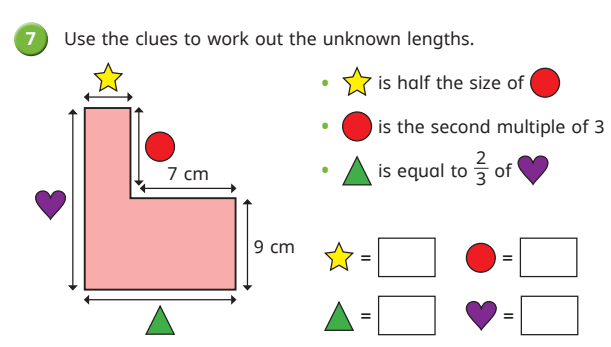 7 Use the clues to work out the unknown lengths.
• is half the size of
• is the second multiple of 3
7 cm
• is equal to 2/3 of
9 cm
= =
= =